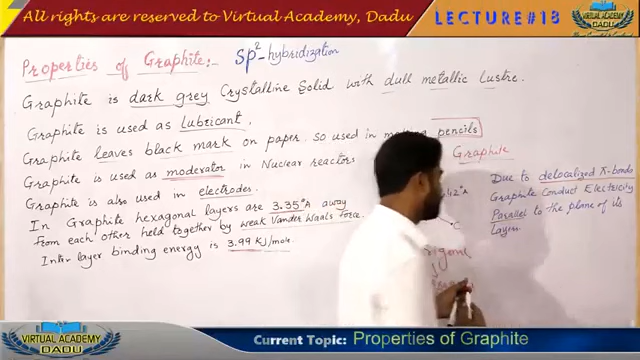 All rights are reserved to Virtual Academy, Dadu
LECTURE#18
VIRTUAL ACADEMY
DADU
Properties of Graphite:- Sp²-hybridization
Graphite is dark grey Crystalline Solid with dull metallic Lustre.
Graphite is used as lubricant.
Graphite leaves black mark on paper. So used in pencils
Graphite is used as moderator in Nuclear reactors
Graphite is also used in electrodes.
In Graphite hexagonal layers are 3.35°A away
from each other held together by weak Vander Waals Force.
Inter layer binding energy is 3.99 KJ/mole.
Graphite
C
Due to delocalized π-bonds
Graphite Conduct Electricity
Parallel to the plane of its
Layer
VIRTUAL ACADEMY
DADU
Current Topic: Properties of Graphite